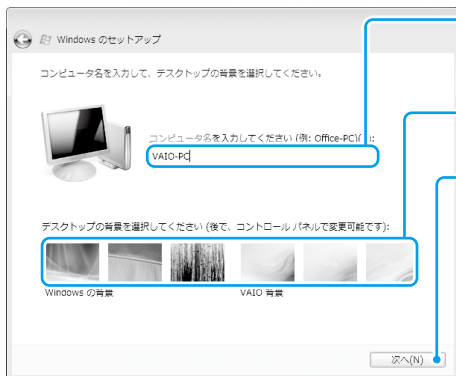 Windows のセットアップ
コンピュータ名を入力して、デスクトップの背景を選択してください。
コンピュータ名を入力してください (例: Office-PC)( ):
VAIO-PC
デスクトップの背景を選択してください (後で、コントロール パネルで変更可能です):
Windows の背景
VAIO 背景
次へ(N)